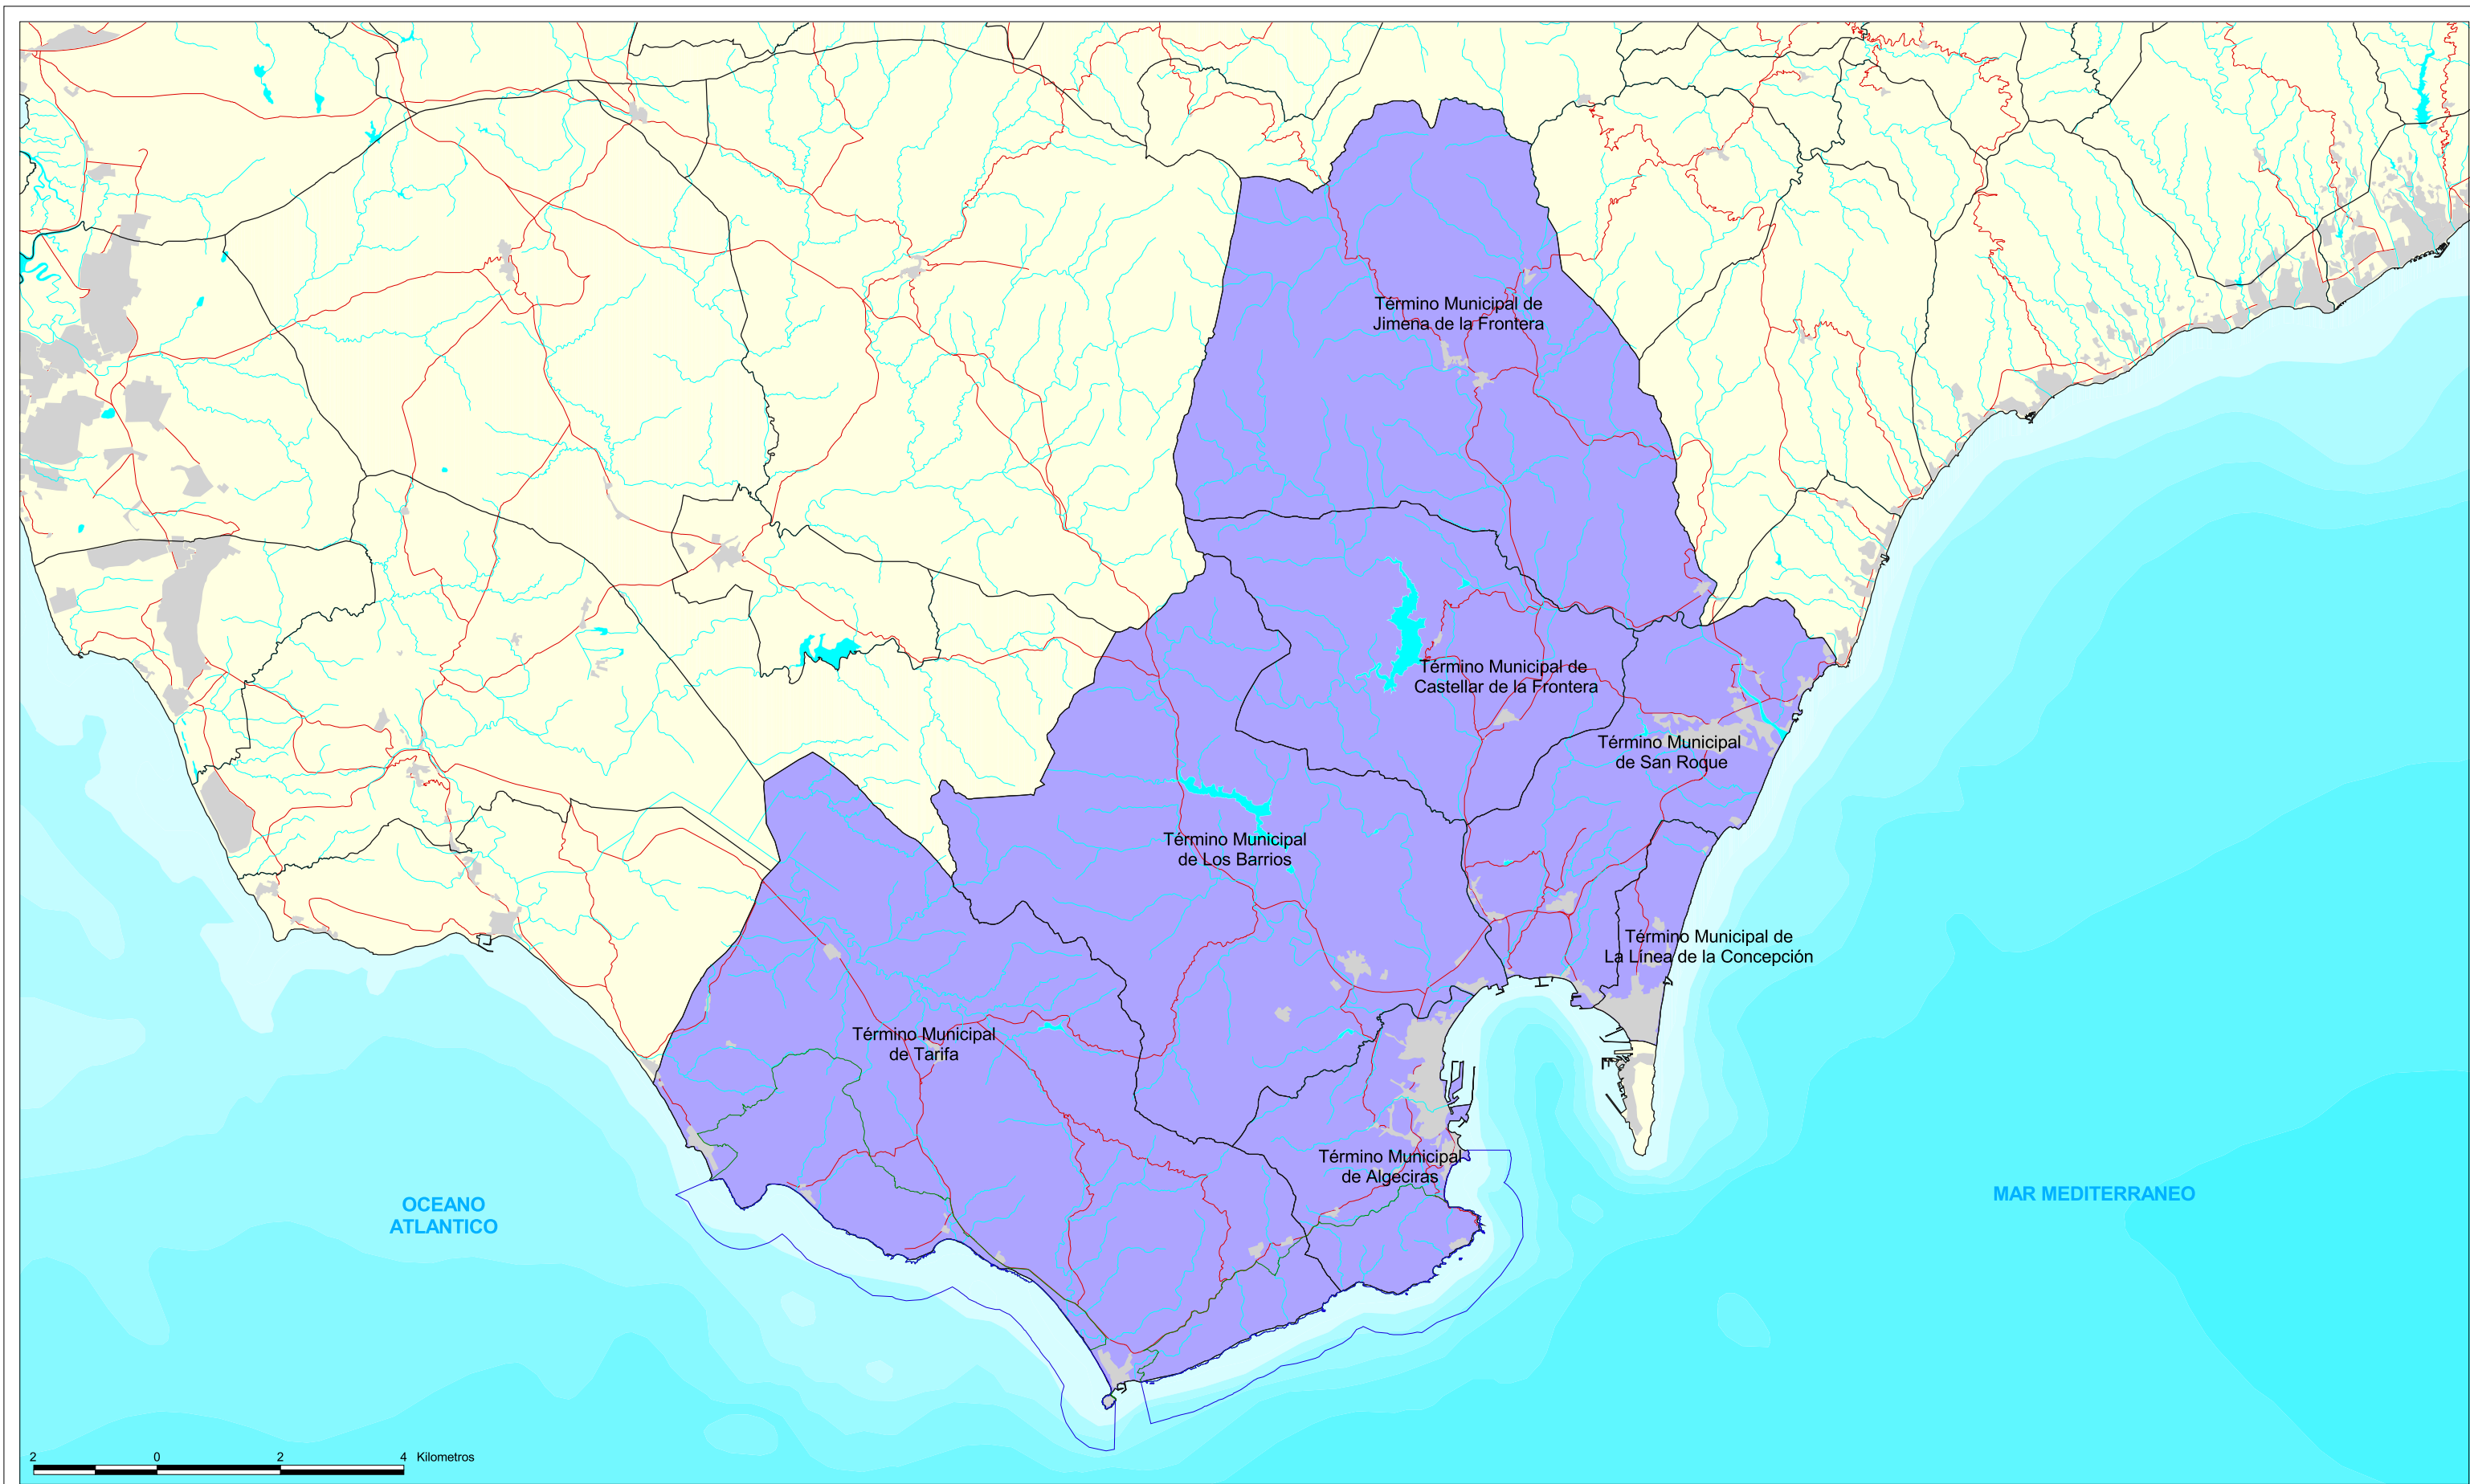 Término Municipal de
Jimena de la Frontera
Término Municipal de
Castellar de la Frontera
Término Municipal
de San Roque
Término Municipal
de Los Barrios
Término Municipal de
La Línea de la Concepción
Término Municipal
de Tarifa
Término Municipal
de Algeciras
OCEANO
ATLANTICO
MAR MEDITERRANEO
2 0 2 4 Kilometros